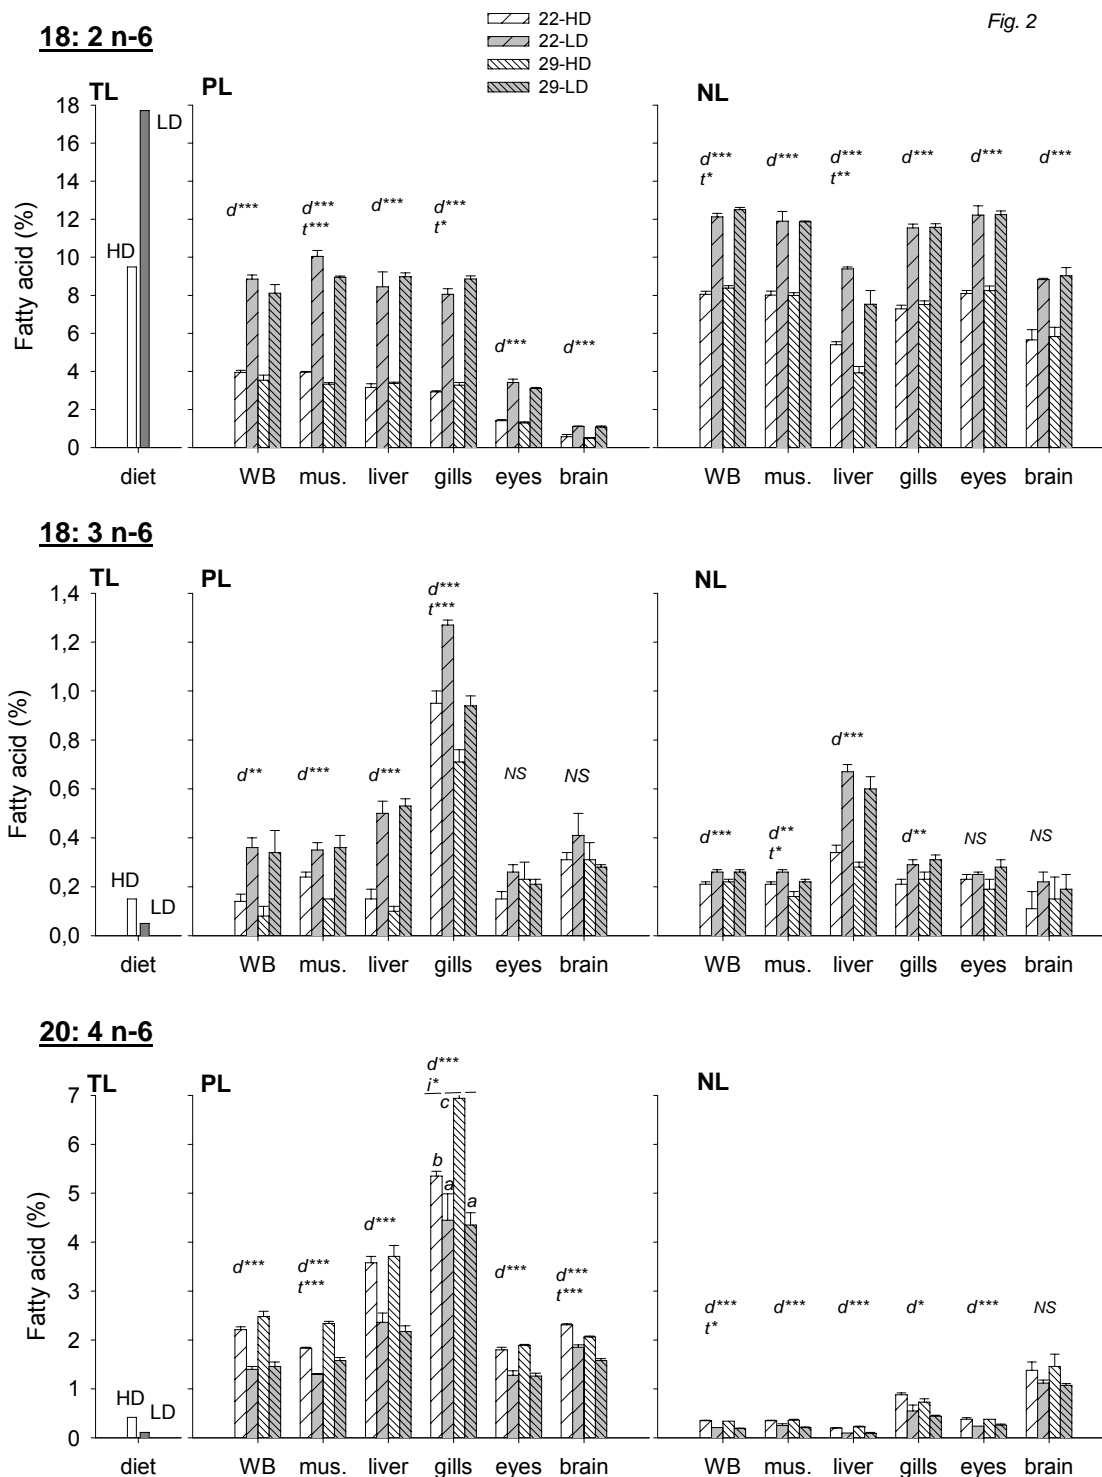 22-HD
22-LD
29-HD
29-LD
Fig. 2
18: 2 n-6
TL
PL
NL
Fatty acid (%)
18
16
14
12
10
8
6
4
2
0
LD
HD
d***
d***
t***
d***
d***
t*
d***
d***
d***
t*
d***
d***
t**
d***
d***
d***
diet
WB
mus.
liver
gills
eyes
brain
WB
mus.
liver
gills
eyes
brain
18: 3 n-6
TL
PL
NL
Fatty acid (%)
1,4
1,2
1,0
0,8
0,6
0,4
0,2
0,0
HD
LD
d**
d***
d***
d***
t***
NS
NS
d***
d**
t*
d***
d**
NS
NS
diet
WB
mus.
liver
gills
eyes
brain
WB
mus.
liver
gills
eyes
brain
20: 4 n-6
TL
PL
NL
Fatty acid (%)
7
6
5
4
3
2
1
0
HD
LD
d***
d***
t***
d***
d***
i*
b
a
c
a
d***
d***
t***
d***
t*
d***
d***
d*
d***
NS
diet
WB
mus.
liver
gills
eyes
brain
WB
mus.
liver
gills
eyes
brain